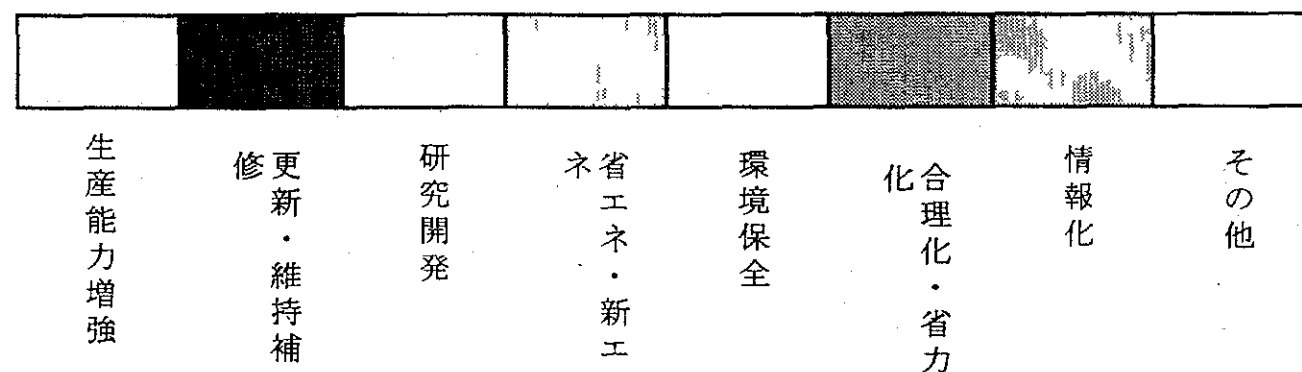 生産能力増強
更新・維持補
修
研究開発
省エネ・新エ
ネ
環境保全
合理化・省力
化
情報化
その他